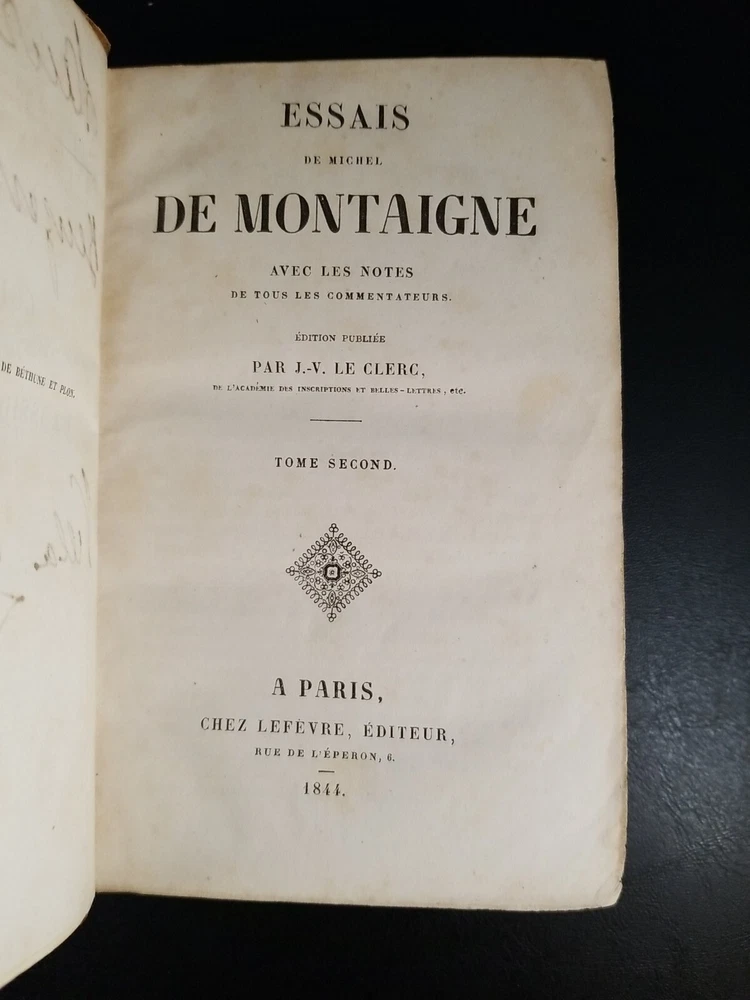 DE BÉTHUNE ET PLON.
ESSAIS
DE MICHEL
DE MONTAIGNE
AVEC LES NOTES
DE TOUS LES COMMENTATEURS.
ÉDITION PUBLIÉE
PAR J.-V. LE CLERC,
DE L'ACADÉMIE DES INSCRIPTIONS ET BELLES-LETTRES, etc.
TOME SECOND.
A PARIS,
CHEZ LEFÈVRE, ÉDITEUR,
RUE DE L'ÉPERON, 6.
1844.